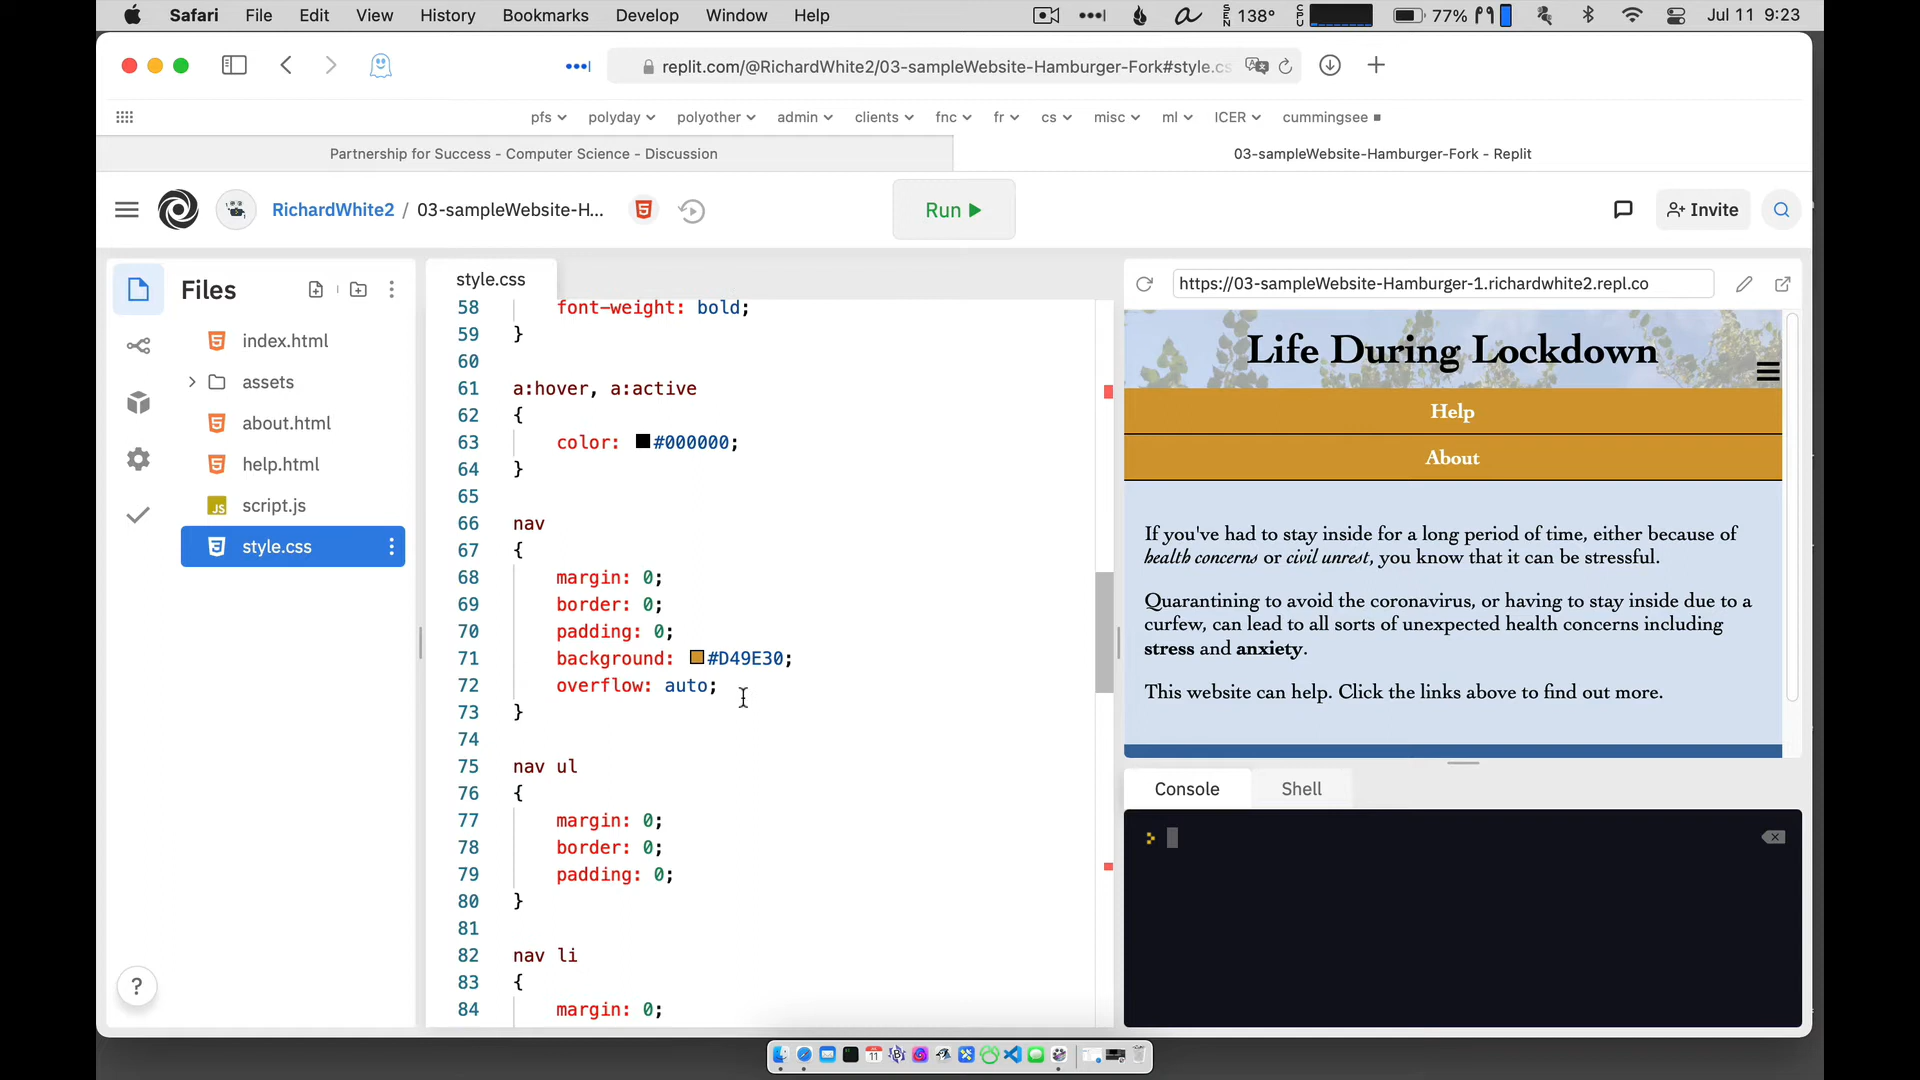 Safari File Edit View History Bookmarks Develop Window Help SEN 138° CPU 77% Jul 11 9:23
replit.com/@RichardWhite2/03-sampleWebsite-Hamburger-Fork#style.cs
pfs polyday polyother admin clients fnc fr cs misc ml ICER cummingsee
Partnership for Success - Computer Science - Discussion
03-sampleWebsite-Hamburger-Fork - Replit
RichardWhite2 / 03-sampleWebsite-H...
Run
Invite
Files
index.html
assets
about.html
help.html
script.js
style.css
style.css
58 font-weight: bold;
59 }
60
61 a:hover, a:active
62 {
63 color: #000000;
64 }
65
66 nav
67 {
68 margin: 0;
69 border: 0;
70 padding: 0;
71 background: #D49E30;
72 overflow: auto;
73 }
74
75 nav ul
76 {
77 margin: 0;
78 border: 0;
79 padding: 0;
80 }
81
82 nav li
83 {
84 margin: 0;
https://03-sampleWebsite-Hamburger-1.richardwhite2.repl.co
Life During Lockdown
Help
About
If you've had to stay inside for a long period of time, either because of
health concerns or civil unrest, you know that it can be stressful.
Quarantining to avoid the coronavirus, or having to stay inside due to a
curfew, can lead to all sorts of unexpected health concerns including
stress and anxiety.
This website can help. Click the links above to find out more.
Console
Shell
?